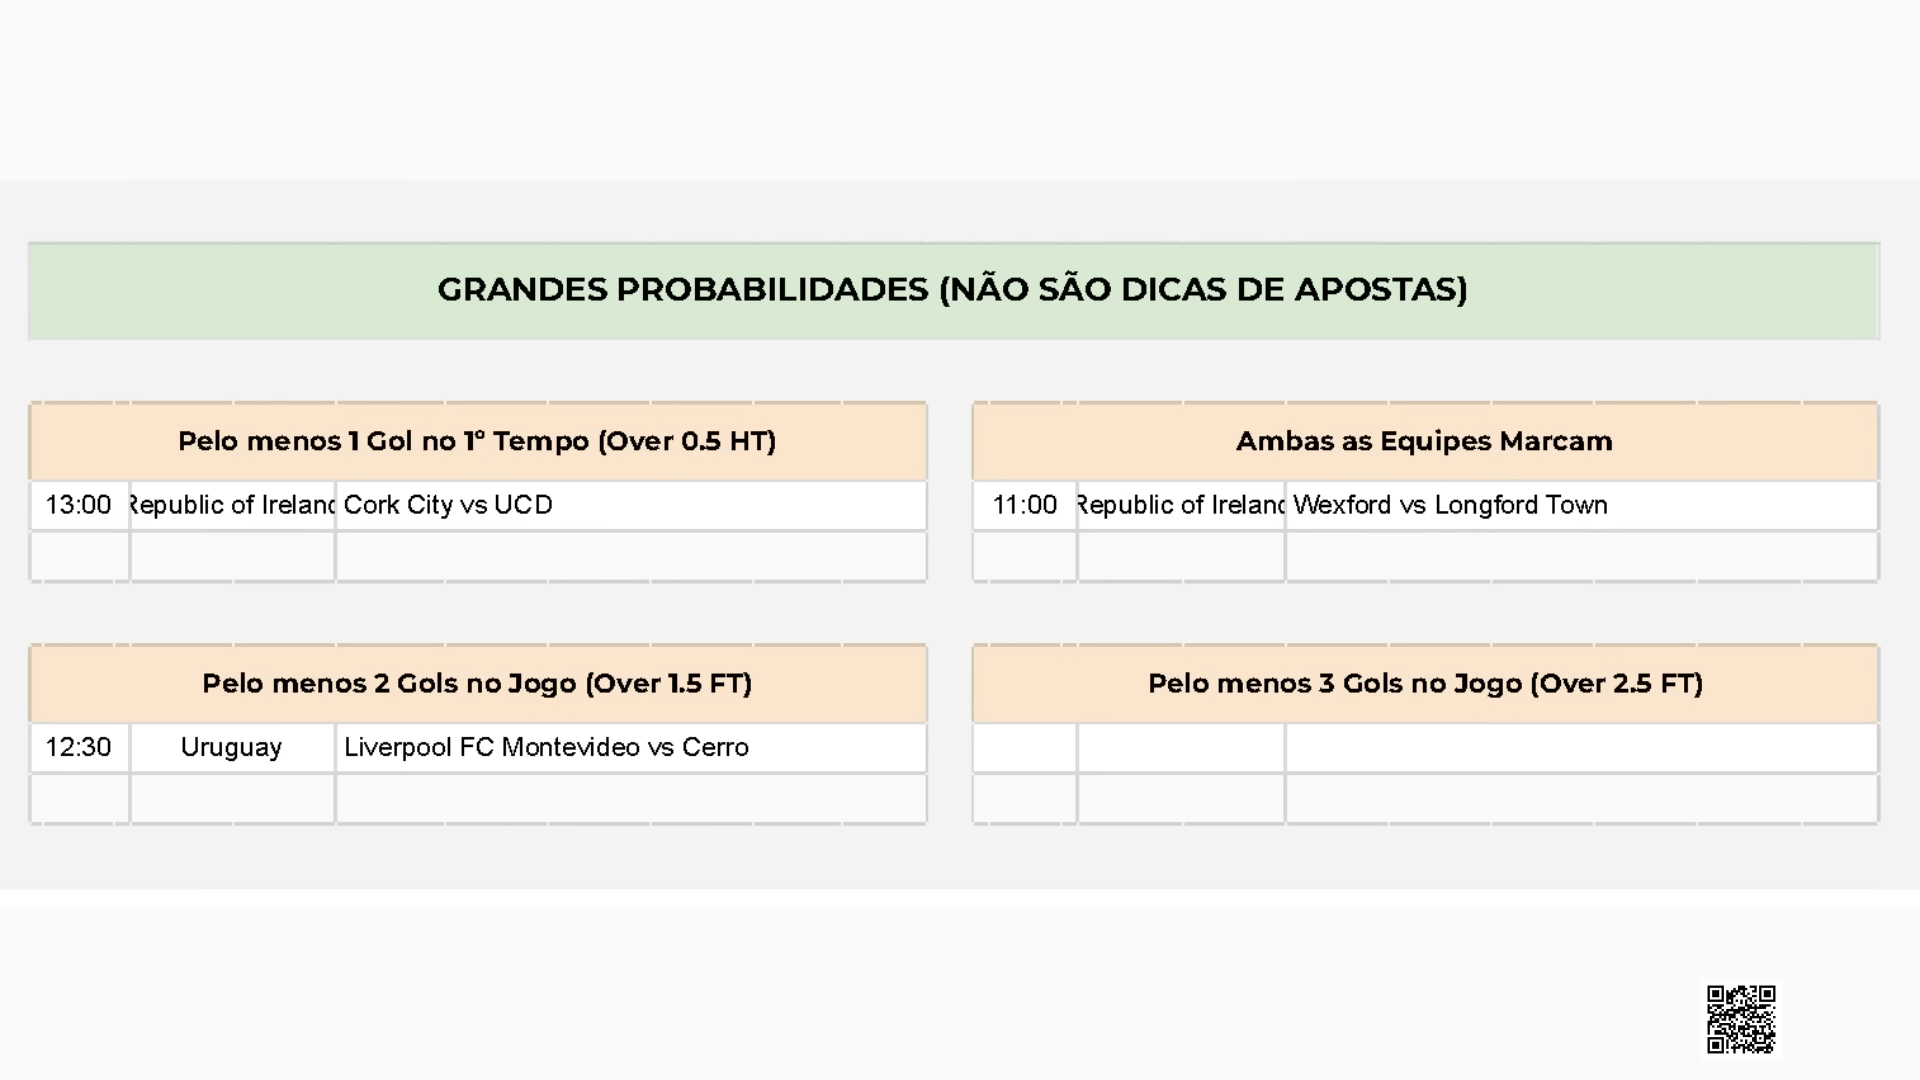 GRANDES PROBABILIDADES (NÃO SÃO DICAS DE APOSTAS)
Pelo menos 1 Gol no 1º Tempo (Over 0.5 HT)
13:00 Republic of Ireland Cork City vs UCD
Ambas as Equipes Marcam
11:00 Republic of Ireland Wexford vs Longford Town
Pelo menos 2 Gols no Jogo (Over 1.5 FT)
12:30 Uruguay Liverpool FC Montevideo vs Cerro
Pelo menos 3 Gols no Jogo (Over 2.5 FT)